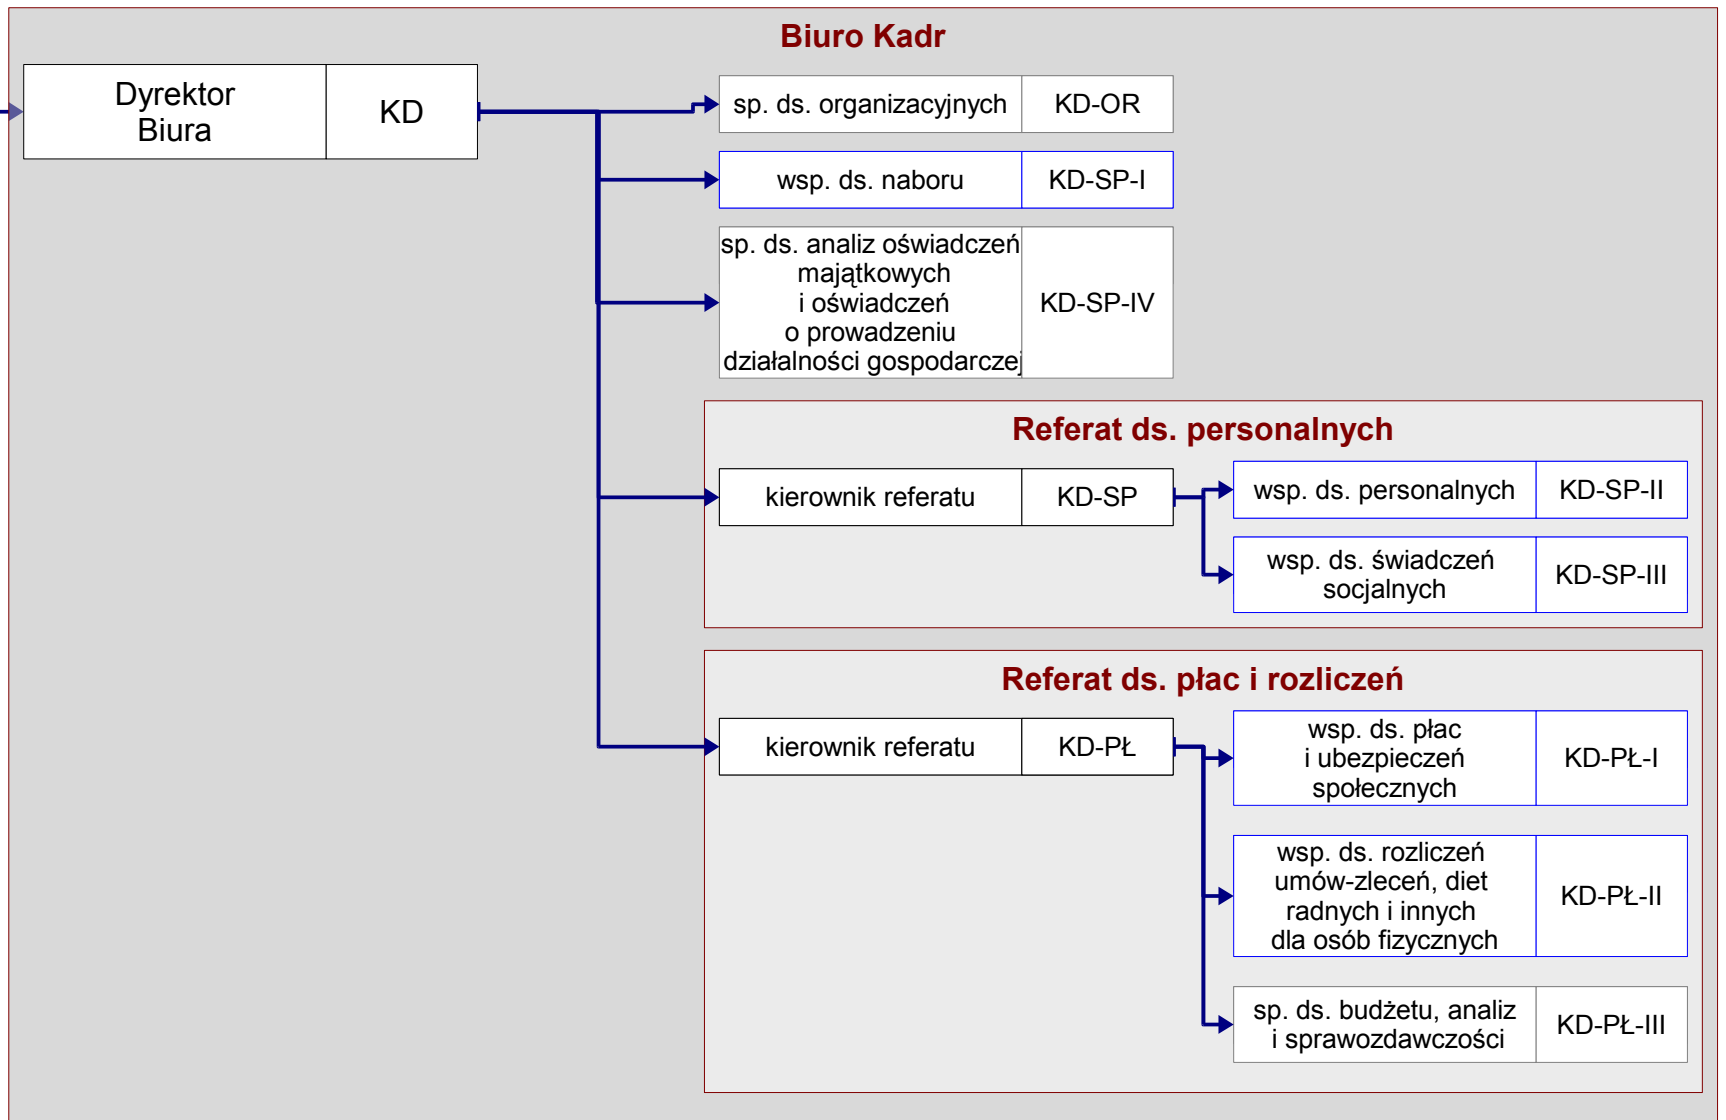 Biuro Kadr
Dyrektor
Biura
KD
sp. ds. organizacyjnych
KD-OR
wsp. ds. naboru
KD-SP-I
sp. ds. analiz oświadczeń
majątkowych
i oświadczeń
o prowadzeniu
działalności gospodarczej
KD-SP-IV
Referat ds. personalnych
kierownik referatu
KD-SP
wsp. ds. personalnych
KD-SP-II
wsp. ds. świadczeń
socjalnych
KD-SP-III
Referat ds. płac i rozliczeń
kierownik referatu
KD-PŁ
wsp. ds. płac
i ubezpieczeń
społecznych
KD-PŁ-I
wsp. ds. rozliczeń
umów-zleceń, diet
radnych i innych
dla osób fizycznych
KD-PŁ-II
sp. ds. budżetu, analiz
i sprawozdawczości
KD-PŁ-III